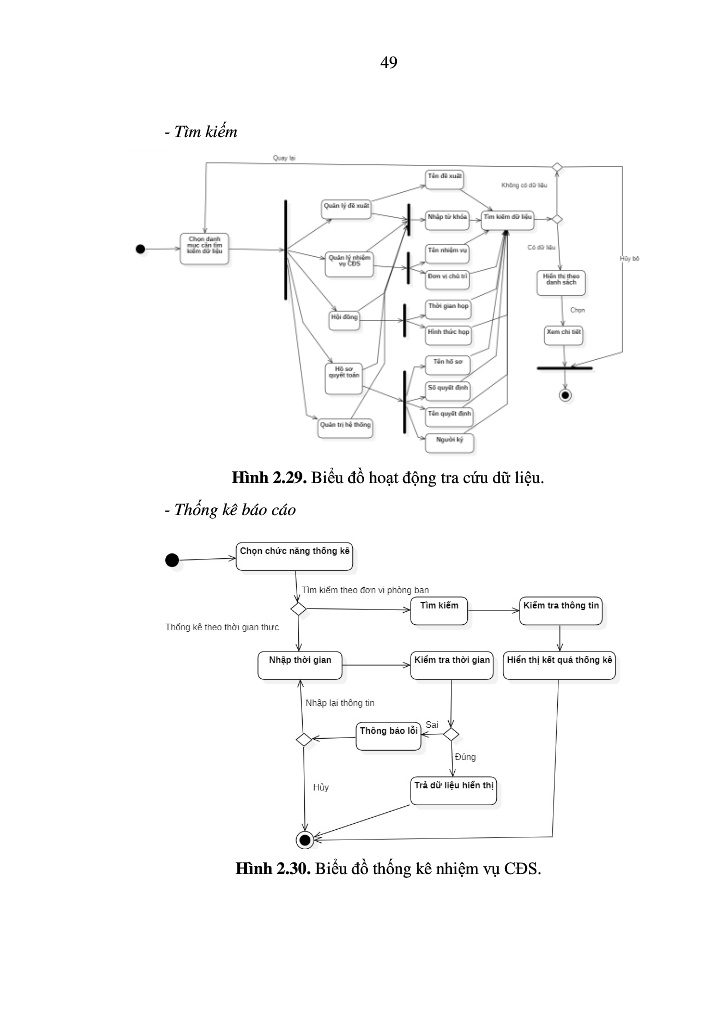 49
- Tìm kiếm
Quay lại
Tên đề xuất
Không có dữ liệu
Quản lý đề xuất
Nhập từ khóa
Tìm kiếm dữ liệu
Chọn danh
mục cần tìm
kiếm dữ liệu
Tên nhiệm vụ
Có dữ liệu
Quản lý nhiệm
vụ CĐS
Hủy bỏ
Đơn vị chủ trì
Hiển thị theo
danh sách
Thời gian họp
Chọn
Hội đồng
Hình thức họp
Xem chi tiết
Tên hồ sơ
Hồ sơ
quyết toán
Số quyết định
Tên quyết định
Quản trị hệ thống
Người ký
Hình 2.29. Biểu đồ hoạt động tra cứu dữ liệu.
- Thống kê báo cáo
Chọn chức năng thống kê
Tìm kiếm theo đơn vị phòng ban
Tìm kiếm
Kiểm tra thông tin
Thống kê theo thời gian thực
Nhập thời gian
Kiểm tra thời gian
Hiển thị kết quả thống kê
Nhập lại thông tin
Thông báo lỗi
Sai
Đúng
Hủy
Trả dữ liệu hiển thị
Hình 2.30. Biểu đồ thống kê nhiệm vụ CĐS.